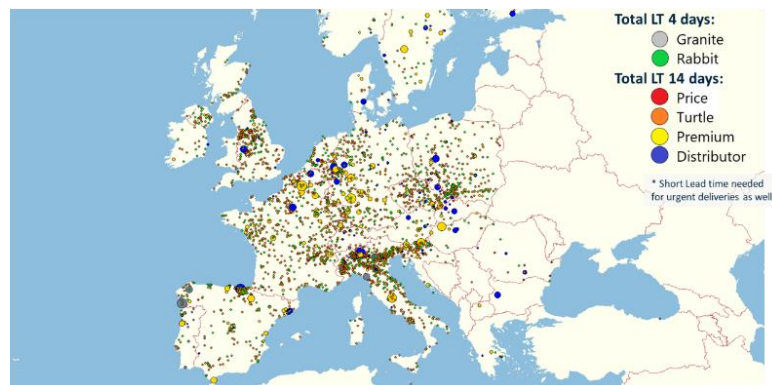 Total LT 4 days:
Granite
Rabbit
Total LT 14 days:
Price
Turtle
Premium
Distributor
* Short Lead time needed
for urgent deliveries as well